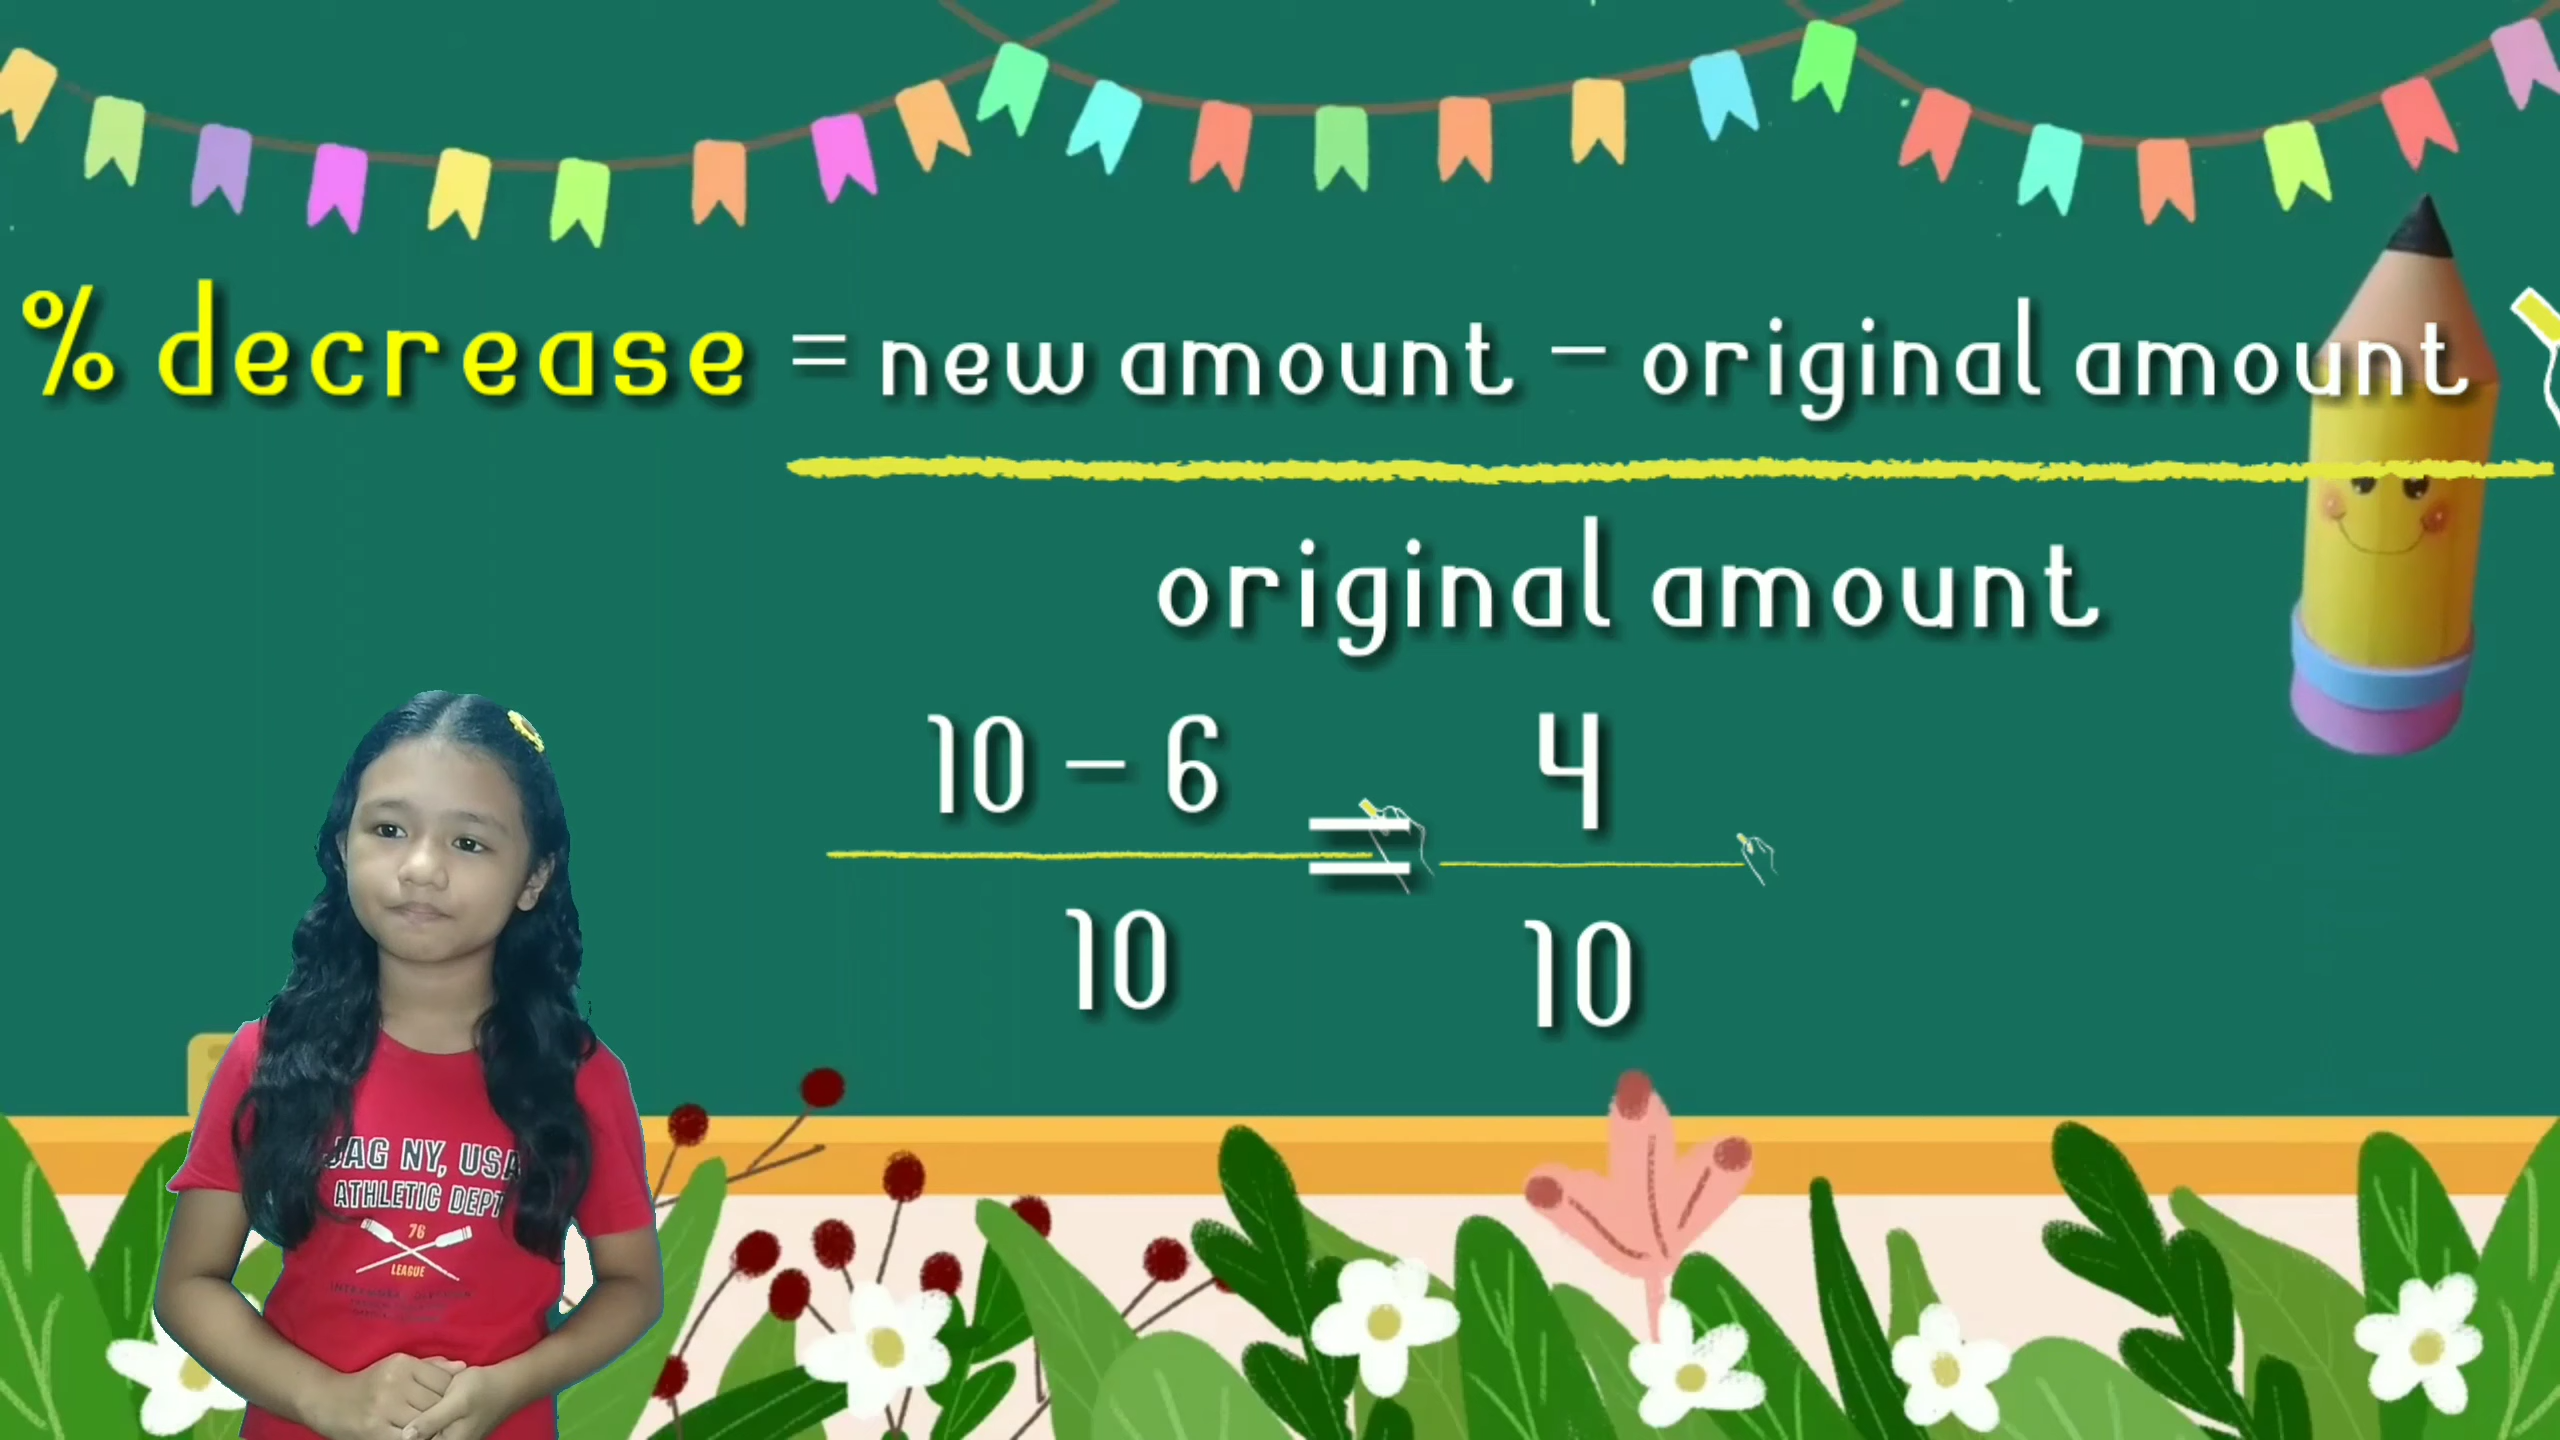 % decrease = new amount - original amount
original amount
10 - 6
10
=
4
10
JAG NY, USA
ATHLETIC DEPT
76
LEAGUE